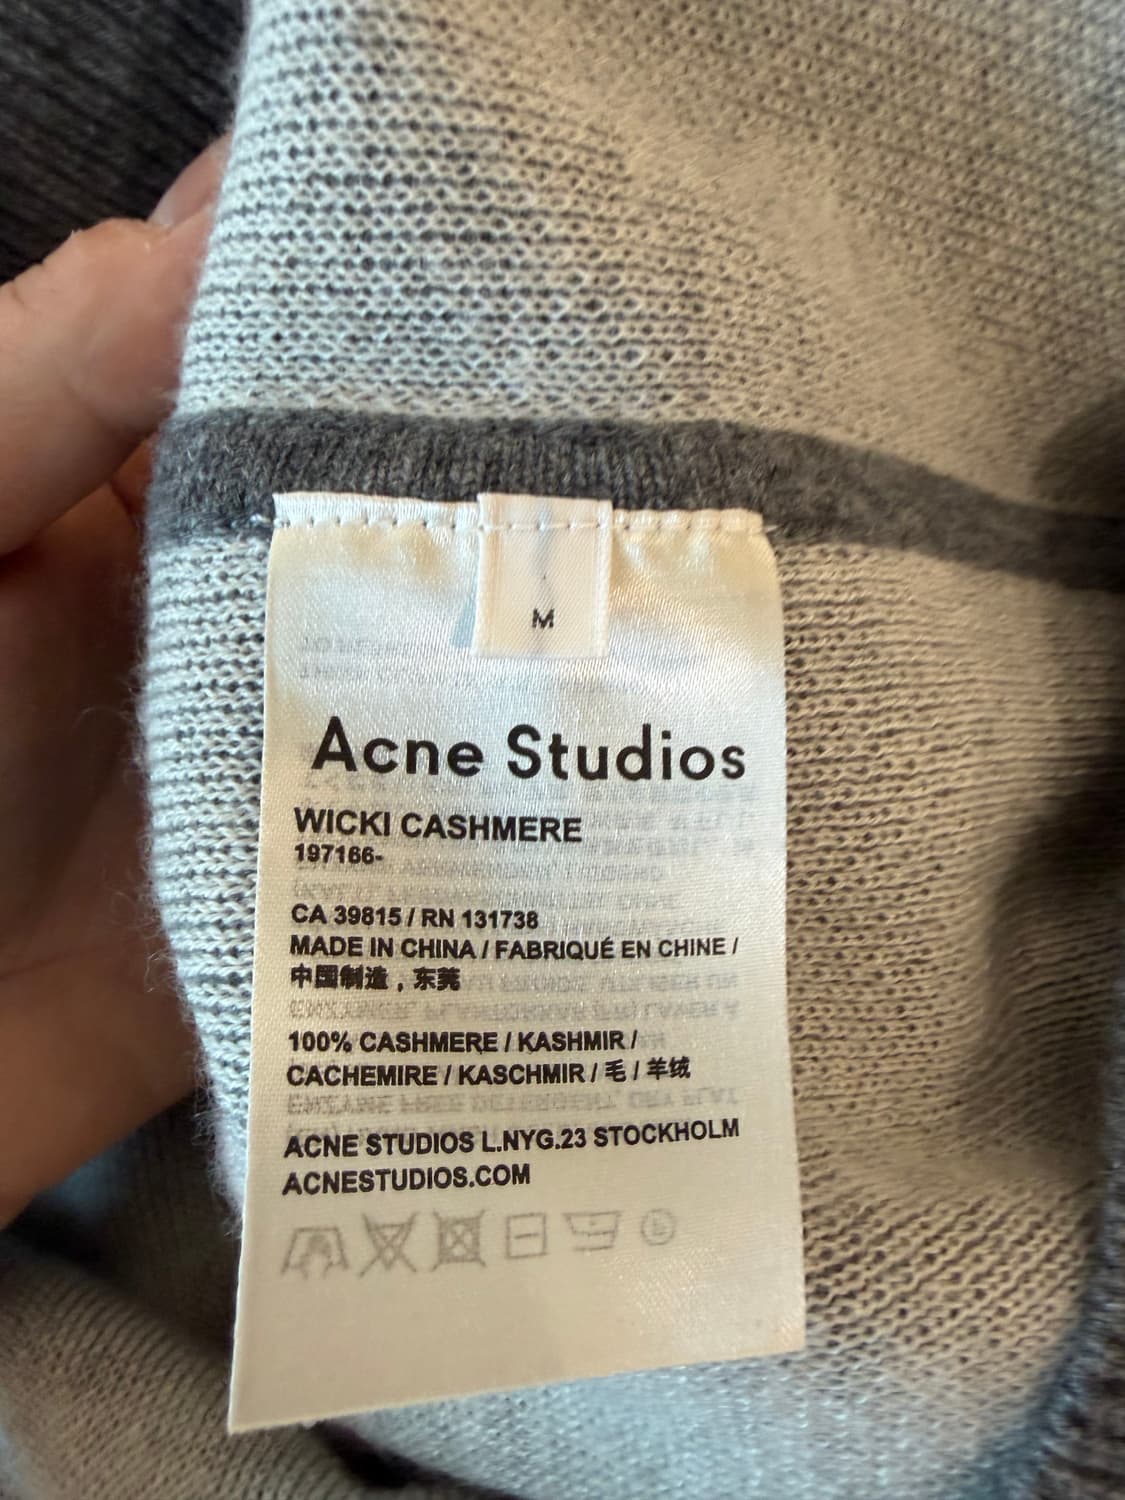 M
Acne Studios
WICKI CASHMERE
197166-
CA 39815 / RN 131738
MADE IN CHINA / FABRIQUÉ EN CHINE /
中国制造，东莞
100% CASHMERE / KASHMIR /
CACHEMIRE / KASCHMIR / 毛 / 羊绒
ACNE STUDIOS L.NYG.23 STOCKHOLM
ACNESTUDIOS.COM